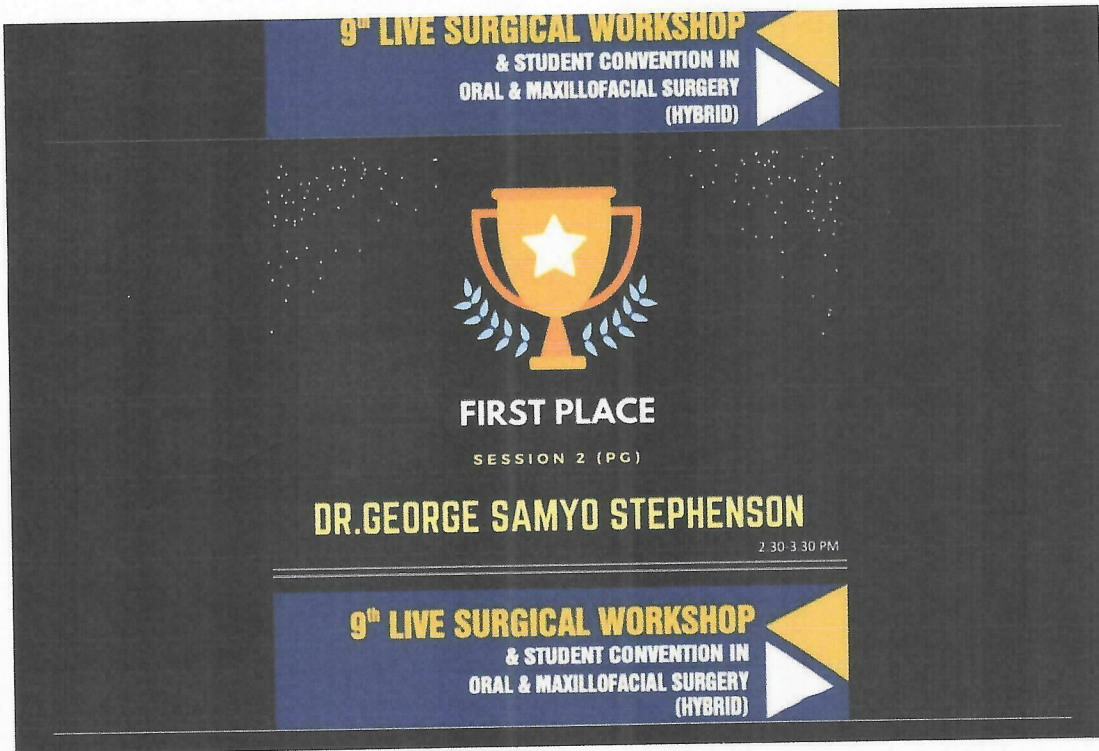 9th LIVE SURGICAL WORKSHOP
& STUDENT CONVENTION IN
ORAL & MAXILLOFACIAL SURGERY
(HYBRID)
FIRST PLACE
SESSION 2 (PG)
DR.GEORGE SAMYO STEPHENSON
2.30-3.30 PM
9th LIVE SURGICAL WORKSHOP
& STUDENT CONVENTION IN
ORAL & MAXILLOFACIAL SURGERY
(HYBRID)